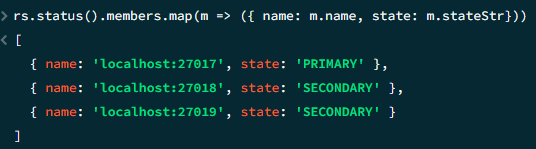 > rs.status().members.map(m => ({ name: m.name, state: m.stateStr}))
< [
{ name: 'localhost:27017', state: 'PRIMARY' },
{ name: 'localhost:27018', state: 'SECONDARY' },
{ name: 'localhost:27019', state: 'SECONDARY' }
]